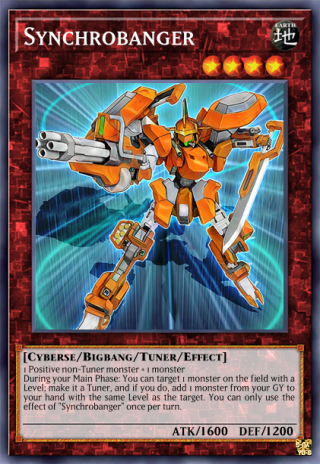 Synchrobanger
EARTH
地
[Cyberse/Bigbang/Tuner/Effect]
1 Positive non-Tuner monster + 1 monster
During your Main Phase: You can target 1 monster on the field with a
Level; make it a Tuner, and if you do, add 1 monster from your GY to
your hand with the same Level as the target. You can only use the
effect of "Synchrobanger" once per turn.
ATK/1600 DEF/1200